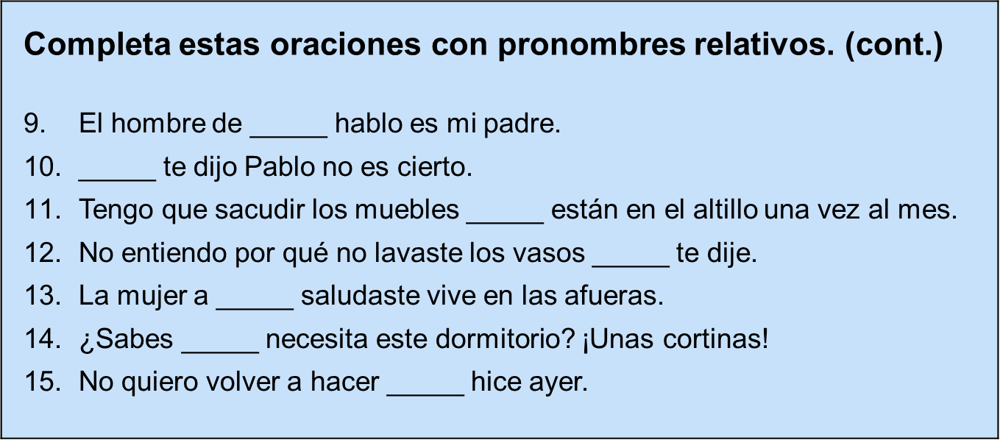 Completa estas oraciones con pronombres relativos. (cont.)
9. El hombre de _____ hablo es mi padre.
10. _____ te dijo Pablo no es cierto.
11. Tengo que sacudir los muebles _____ están en el altillo una vez al mes.
12. No entiendo por qué no lavaste los vasos _____ te dije.
13. La mujer a _____ saludaste vive en las afueras.
14. ¿Sabes _____ necesita este dormitorio? ¡Unas cortinas!
15. No quiero volver a hacer _____ hice ayer.